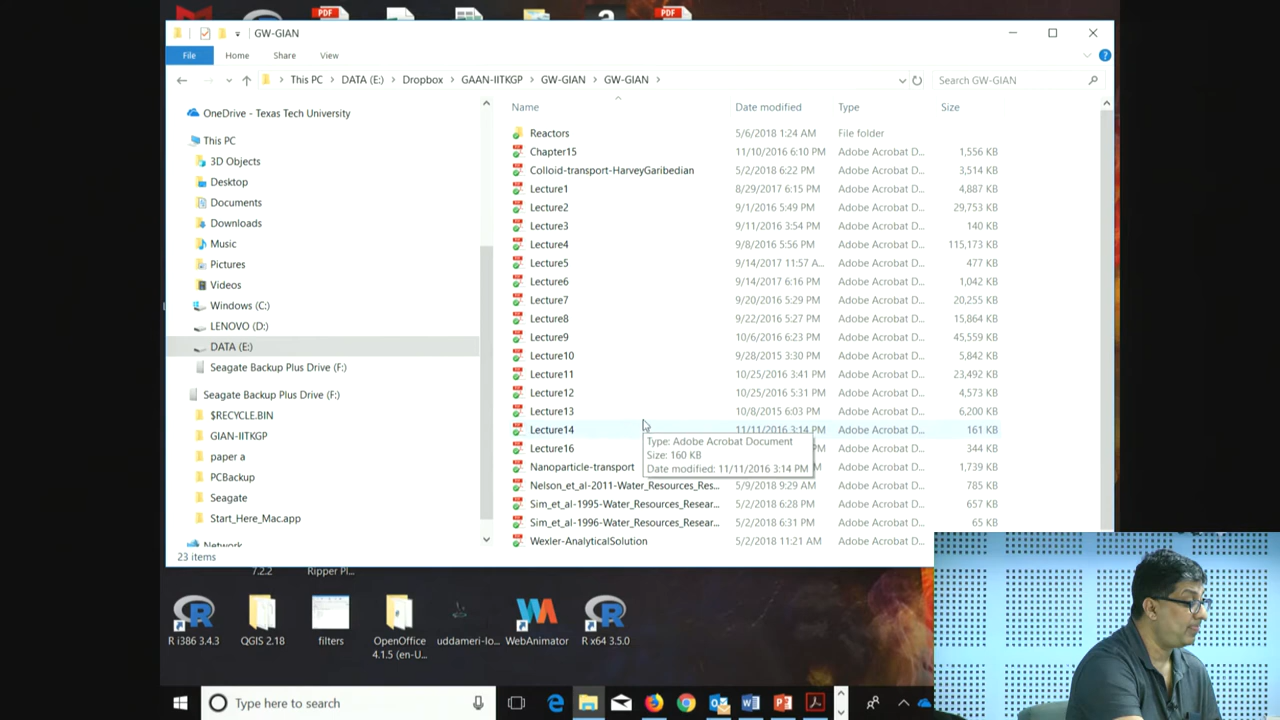 PDF PDF
GW-GIAN
File Home Share View
This PC DATA (E:) Dropbox GAAN-IITKGP GW-GIAN GW-GIAN Search GW-GIAN
Name Date modified Type Size
OneDrive - Texas Tech University
This PC
3D Objects
Desktop
Documents
Downloads
Music
Pictures
Videos
Windows (C:)
LENOVO (D:)
DATA (E:)
Seagate Backup Plus Drive (F:)
Seagate Backup Plus Drive (F:)
$RECYCLE.BIN
GIAN-IITKGP
paper a
PCBackup
Seagate
Start_Here_Mac.app
Network
Reactors 5/6/2018 1:24 AM File folder
Chapter15 11/10/2016 6:10 PM Adobe Acrobat D... 1,556 KB
Colloid-transport-HarveyGaribedian 5/2/2018 6:22 PM Adobe Acrobat D... 3,514 KB
Lecture1 8/29/2017 6:15 PM Adobe Acrobat D... 4,887 KB
Lecture2 9/1/2016 5:49 PM Adobe Acrobat D... 29,753 KB
Lecture3 9/11/2016 3:54 PM Adobe Acrobat D... 140 KB
Lecture4 9/8/2016 5:56 PM Adobe Acrobat D... 115,173 KB
Lecture5 9/14/2017 11:57 A... Adobe Acrobat D... 477 KB
Lecture6 9/14/2017 6:16 PM Adobe Acrobat D... 1,042 KB
Lecture7 9/20/2016 5:29 PM Adobe Acrobat D... 20,255 KB
Lecture8 9/22/2016 5:27 PM Adobe Acrobat D... 15,864 KB
Lecture9 10/6/2016 6:23 PM Adobe Acrobat D... 45,559 KB
Lecture10 9/28/2015 3:30 PM Adobe Acrobat D... 5,842 KB
Lecture11 10/25/2016 3:41 PM Adobe Acrobat D... 23,492 KB
Lecture12 10/25/2016 5:31 PM Adobe Acrobat D... 4,573 KB
Lecture13 10/8/2015 6:03 PM Adobe Acrobat D... 6,200 KB
Lecture14 11/11/2016 3:14 PM Adobe Acrobat D... 161 KB
Lecture16 PM Adobe Acrobat D... 344 KB
Nanoparticle-transport Adobe Acrobat D... 1,739 KB
Nelson_et_al-2011-Water_Resources_Res... 5/9/2018 9:29 AM Adobe Acrobat D... 785 KB
Sim_et_al-1995-Water_Resources_Resear... 5/2/2018 6:28 PM Adobe Acrobat D... 657 KB
Sim_et_al-1996-Water_Resources_Resear... 5/2/2018 6:31 PM Adobe Acrobat D... 65 KB
Wexler-AnalyticalSolution 5/2/2018 11:21 AM Adobe Acrobat D...
Type: Adobe Acrobat Document
Size: 160 KB
Date modified: 11/11/2016 3:14 PM
23 items
7.2.2 Ripper Pl...
R i386 3.4.3 QGIS 2.18 filters OpenOffice 4.1.5 (en-U... uddameri-lo... WebAnimator R x64 3.5.0
Type here to search